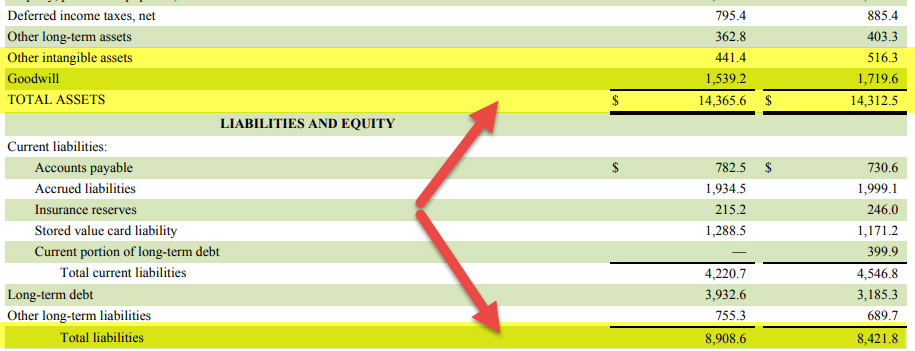 Deferred income taxes, net 795.4 885.4
Other long-term assets 362.8 403.3
Other intangible assets 441.4 516.3
Goodwill 1,539.2 1,719.6
TOTAL ASSETS $ 14,365.6 $ 14,312.5
LIABILITIES AND EQUITY
Current liabilities:
Accounts payable $ 782.5 $ 730.6
Accrued liabilities 1,934.5 1,999.1
Insurance reserves 215.2 246.0
Stored value card liability 1,288.5 1,171.2
Current portion of long-term debt — 399.9
Total current liabilities 4,220.7 4,546.8
Long-term debt 3,932.6 3,185.3
Other long-term liabilities 755.3 689.7
Total liabilities 8,908.6 8,421.8